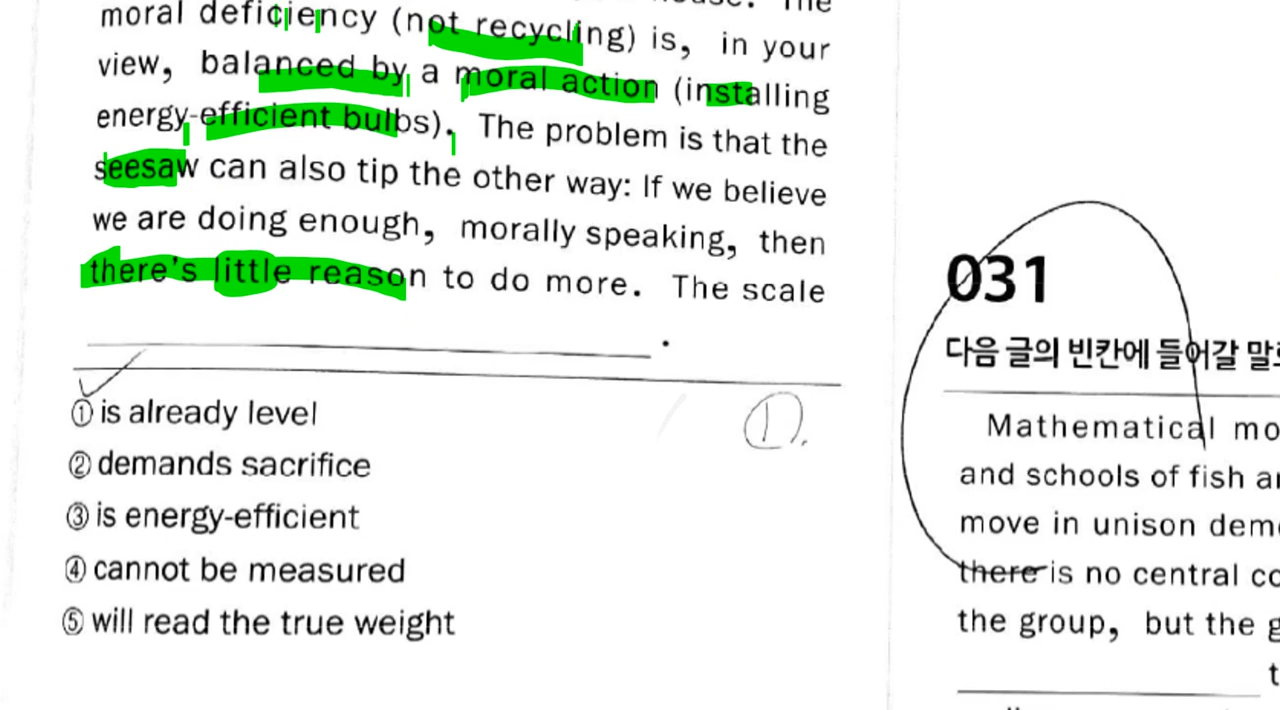 The
moral deficiency (not recycling) is, in your
view, balanced by a moral action (installing
energy-efficient bulbs). The problem is that the
seesaw can also tip the other way: If we believe
we are doing enough, morally speaking, then
there's little reason to do more. The scale
.
① is already level
② demands sacrifice
③ is energy-efficient
④ cannot be measured
⑤ will read the true weight
①.
031
다음 글의 빈칸에 들어갈
Mathematical
and schools of fish
move in unison
there is no central
the group, but the